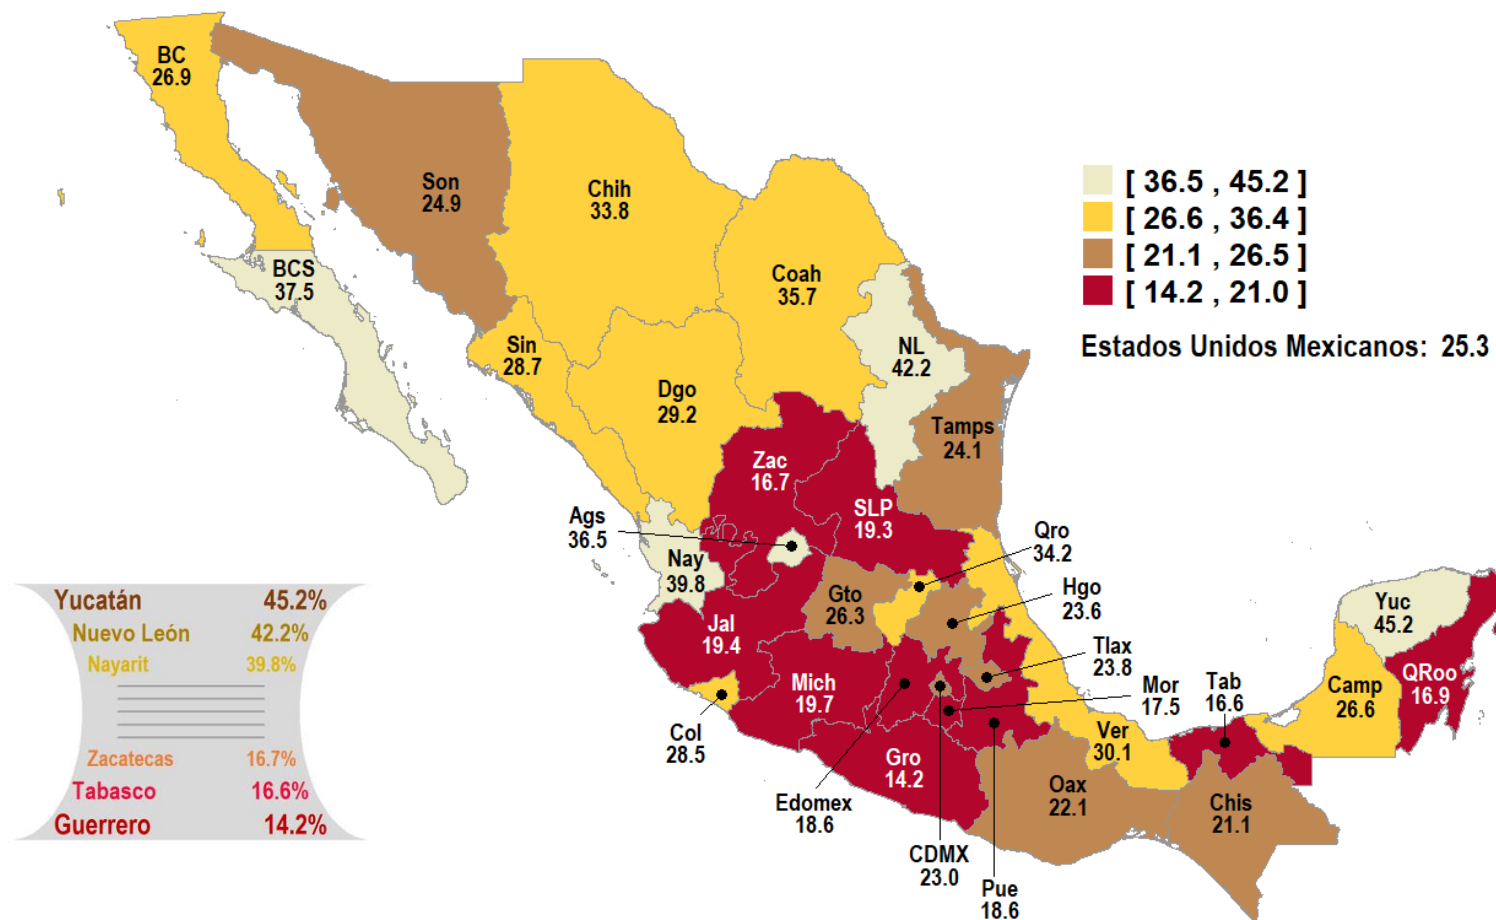 BC
26.9
Son
24.9
Chih
33.8
BCS
37.5
Coah
35.7
Sin
28.7
NL
42.2
Dgo
29.2
Tamps
24.1
Zac
16.7
SLP
19.3
Ags
36.5
Nay
39.8
Qro
34.2
Gto
26.3
Hgo
23.6
Jal
19.4
Tlax
23.8
Mich
19.7
Mor
17.5
Tab
16.6
Yuc
45.2
Camp
26.6
QRoo
16.9
Col
28.5
Ver
30.1
Gro
14.2
Edomex
18.6
Oax
22.1
Chis
21.1
CDMX
23.0
Pue
18.6
[ 36.5 , 45.2 ]
[ 26.6 , 36.4 ]
[ 21.1 , 26.5 ]
[ 14.2 , 21.0 ]
Estados Unidos Mexicanos: 25.3
Yucatán 45.2%
Nuevo León 42.2%
Nayarit 39.8%
Zacatecas 16.7%
Tabasco 16.6%
Guerrero 14.2%